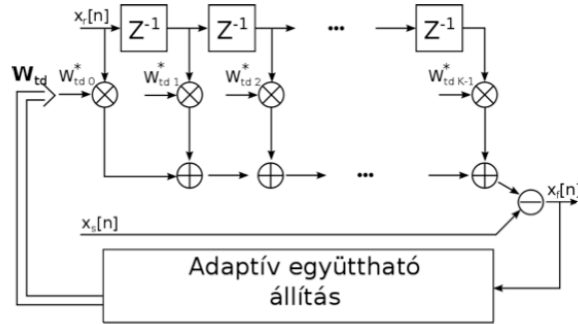 x_r[n]
Z⁻¹ Z⁻¹ ••• Z⁻¹
W_td W*_td 0 W*_td 1 W*_td 2 W*_td K-1
•••
x_s[n] x_f[n]
Adaptív együttható
állítás